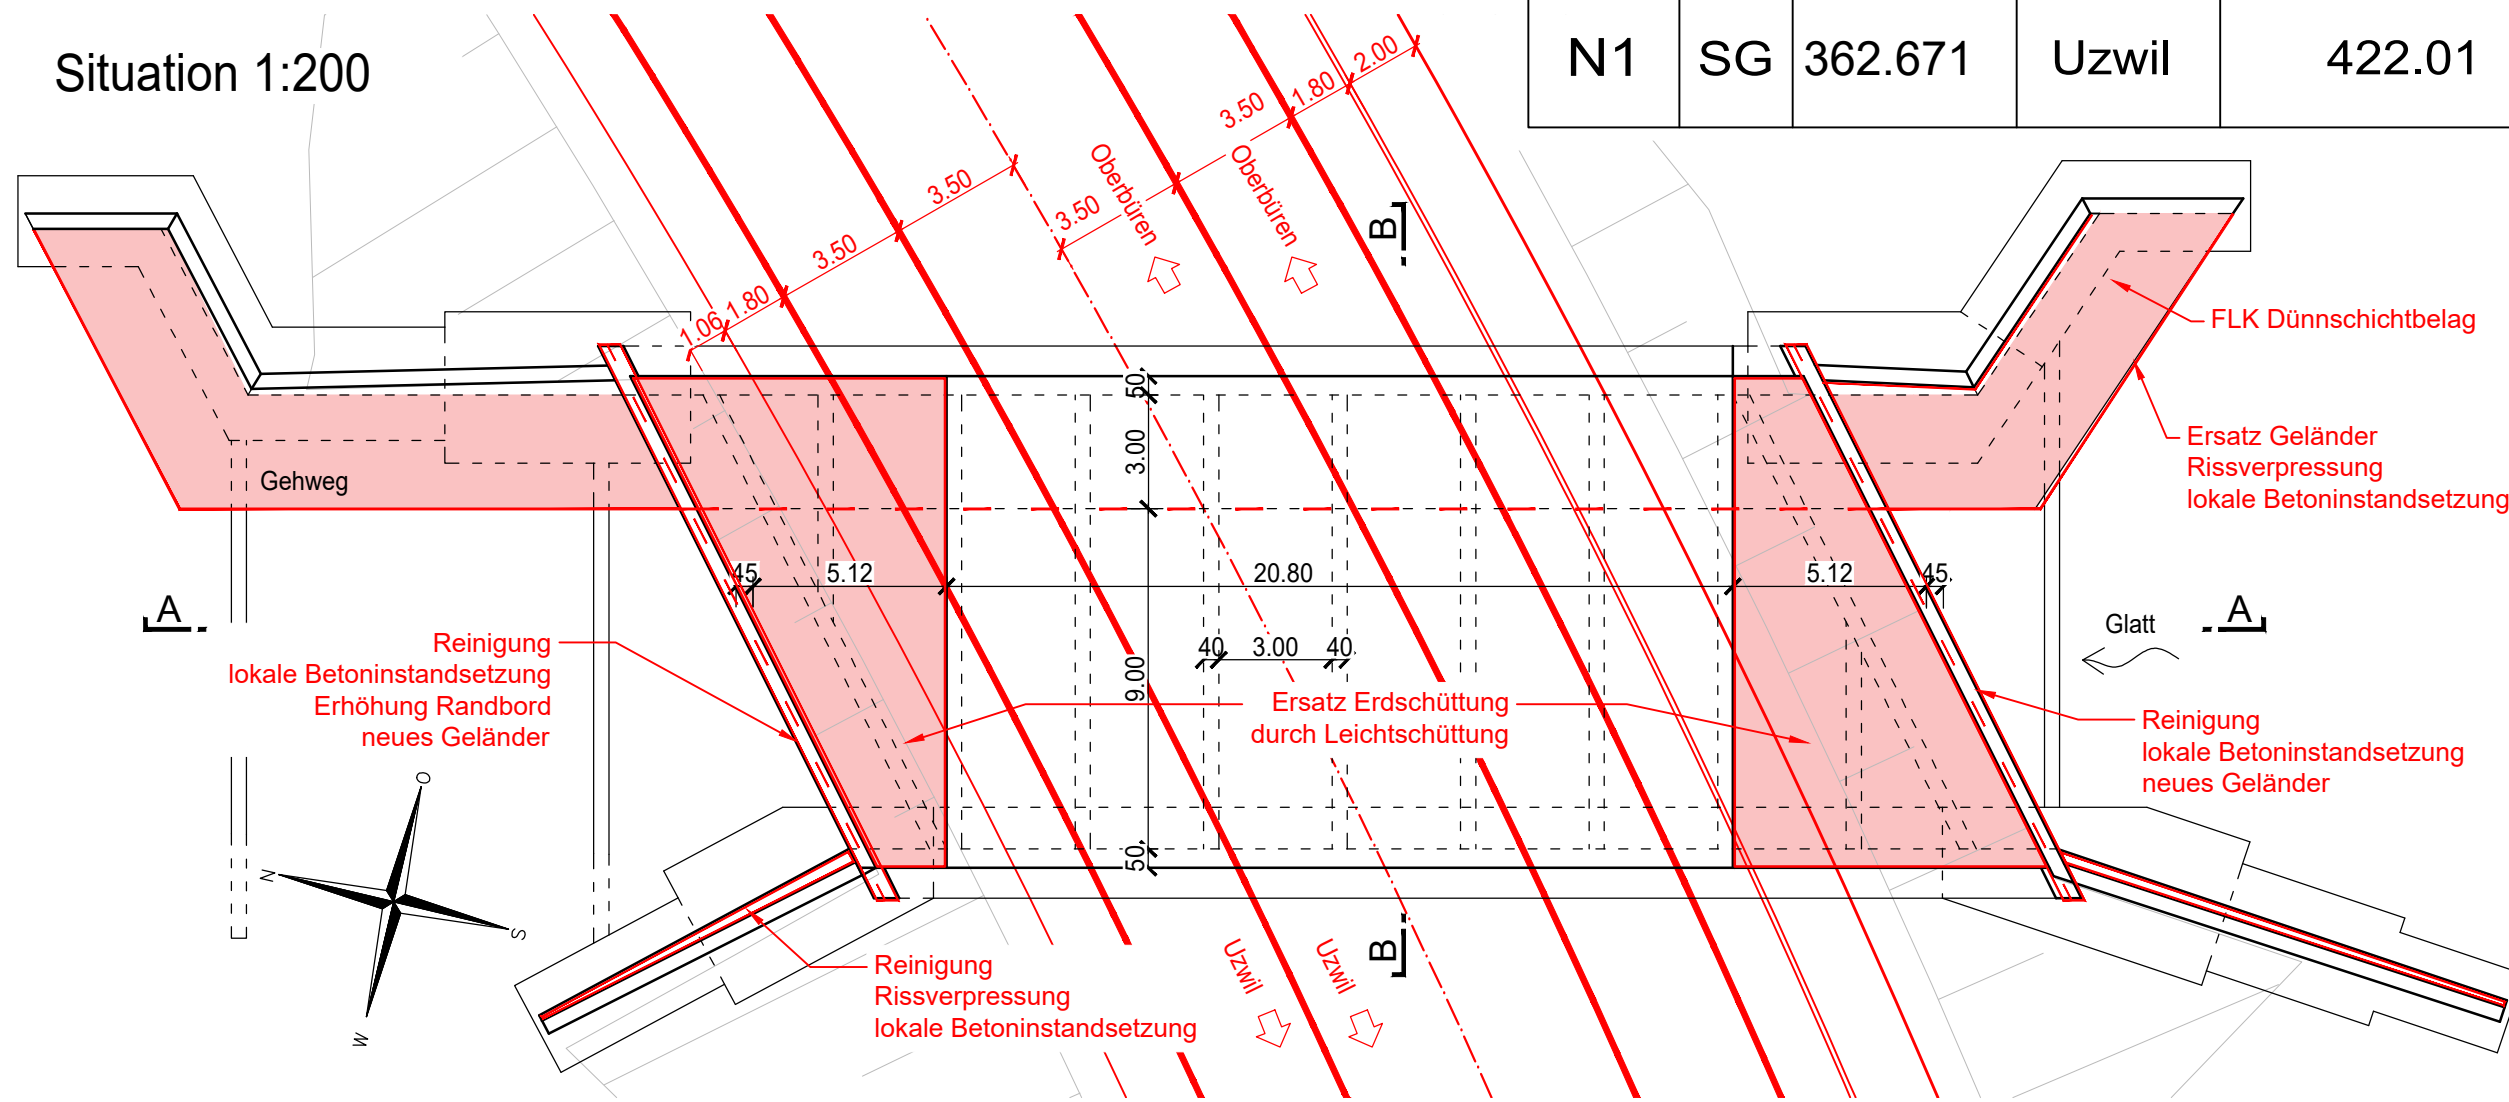 Situation 1:200
N1 SG 362.671 Uzwil 422.01
2.00
1.80
3.50
3.50
3.50
3.50
1.80
1.06
Oberbüren
Oberbüren
B
FLK Dünnschichtbelag
50
3.00
Ersatz Geländer
Rissverpressung
lokale Betoninstandsetzung
Gehweg
45 5.12 20.80 5.12 45
A
Glatt
A
40 3.00 40
9.00
Reinigung
lokale Betoninstandsetzung
Erhöhung Randbord
neues Geländer
Ersatz Erdschüttung
durch Leichtschüttung
Reinigung
lokale Betoninstandsetzung
neues Geländer
50
O
N
S
W
B
Uzwil
Uzwil
Reinigung
Rissverpressung
lokale Betoninstandsetzung